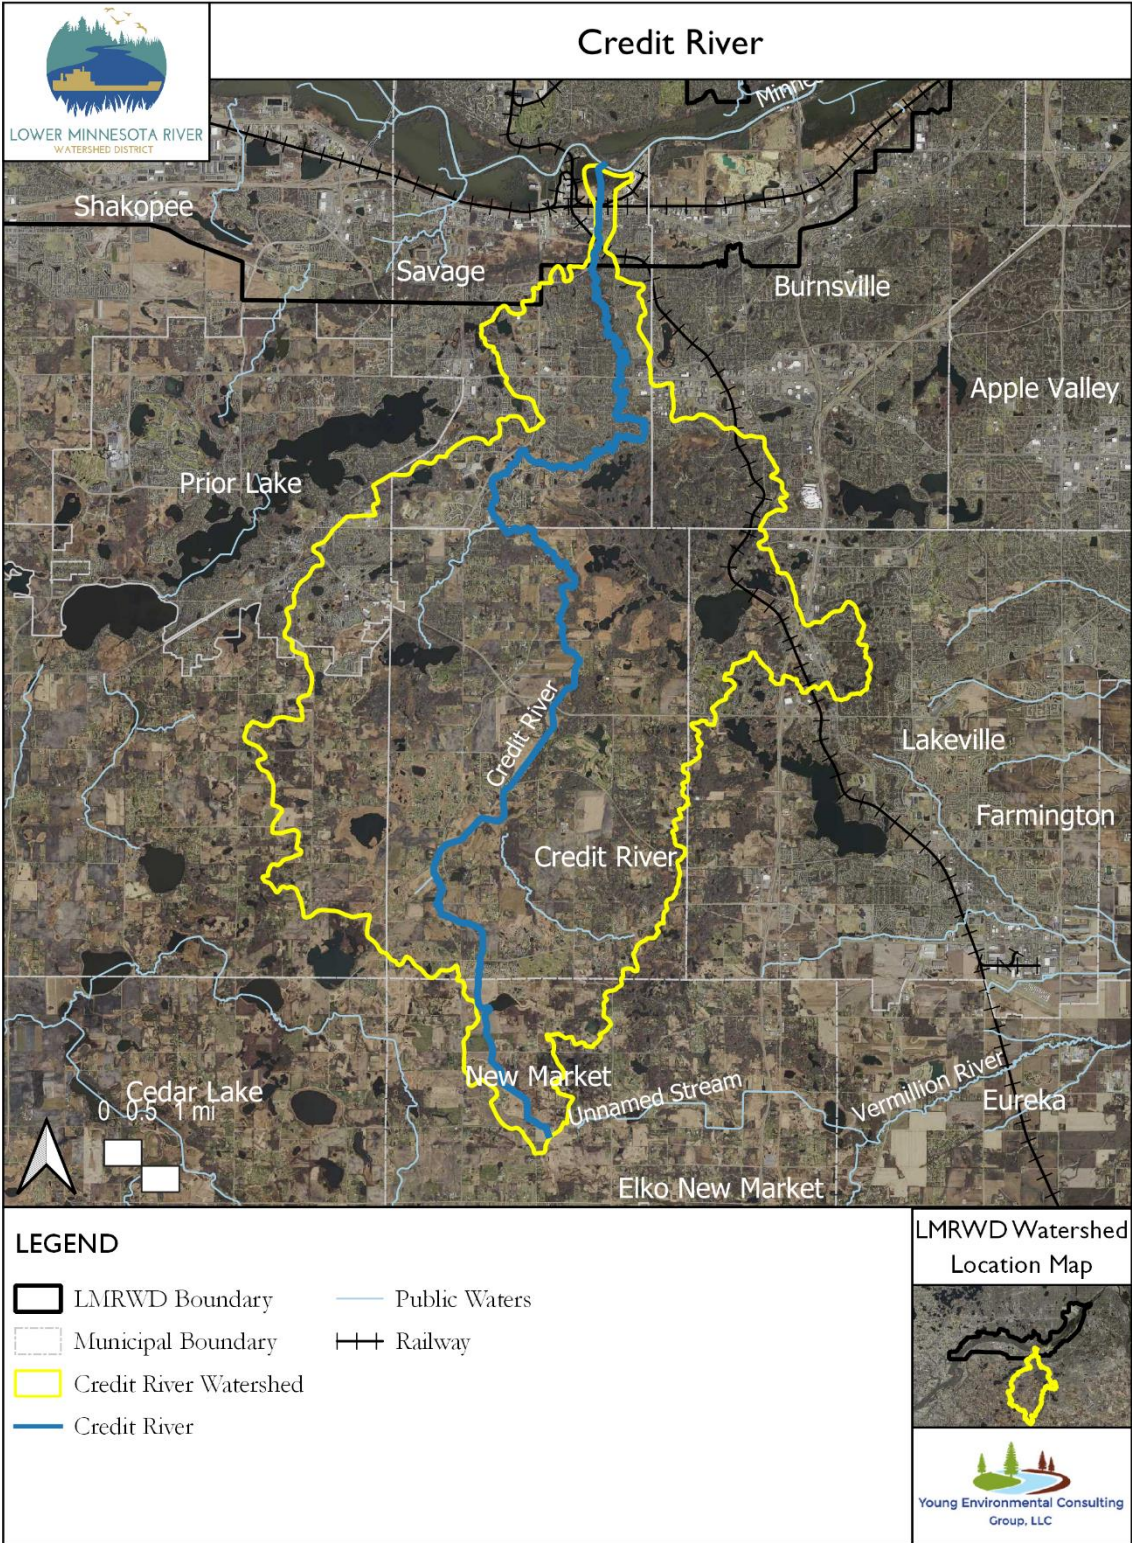 LOWER MINNESOTA RIVER
WATERSHED DISTRICT
Credit River
Shakopee
Savage
Burnsville
Apple Valley
Prior Lake
Credit River
Lakeville
Farmington
Credit River
Cedar Lake
0 0.5 1 mi
New Market
Unnamed Stream
Vermillion River
Eureka
Elko New Market
LEGEND
LMRWD Boundary
Municipal Boundary
Credit River Watershed
Credit River
Public Waters
Railway
LMRWD Watershed
Location Map
Young Environmental Consulting
Group, LLC